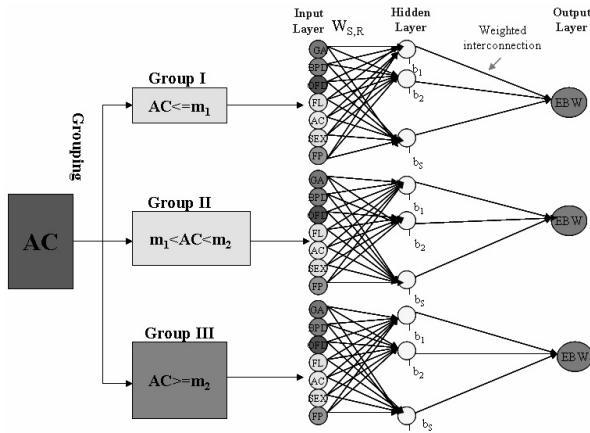 Input Layer
W S,R
Hidden Layer
Output Layer
Weighted interconnection
Grouping
AC
Group I
AC<=m1
Group II
m1<AC<m2
Group III
AC>=m2
GA
BPD
OFD
FL
AC
SEX
FP
b1
b2
bS
EBW
GA
BPD
OFD
FL
AC
SEX
FP
b1
b2
bS
EBW
GA
BPD
OFD
FL
AC
SEX
FP
b1
b2
bS
EBW